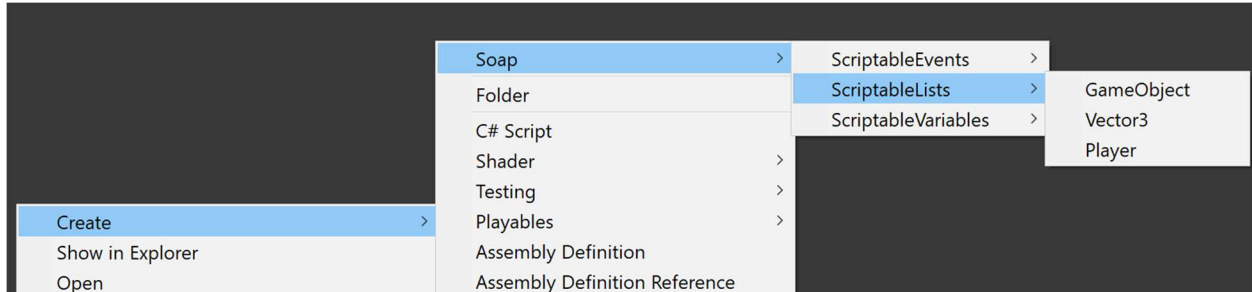 Create
Show in Explorer
Open
Soap
Folder
C# Script
Shader
Testing
Playables
Assembly Definition
Assembly Definition Reference
ScriptableEvents
ScriptableLists
ScriptableVariables
GameObject
Vector3
Player